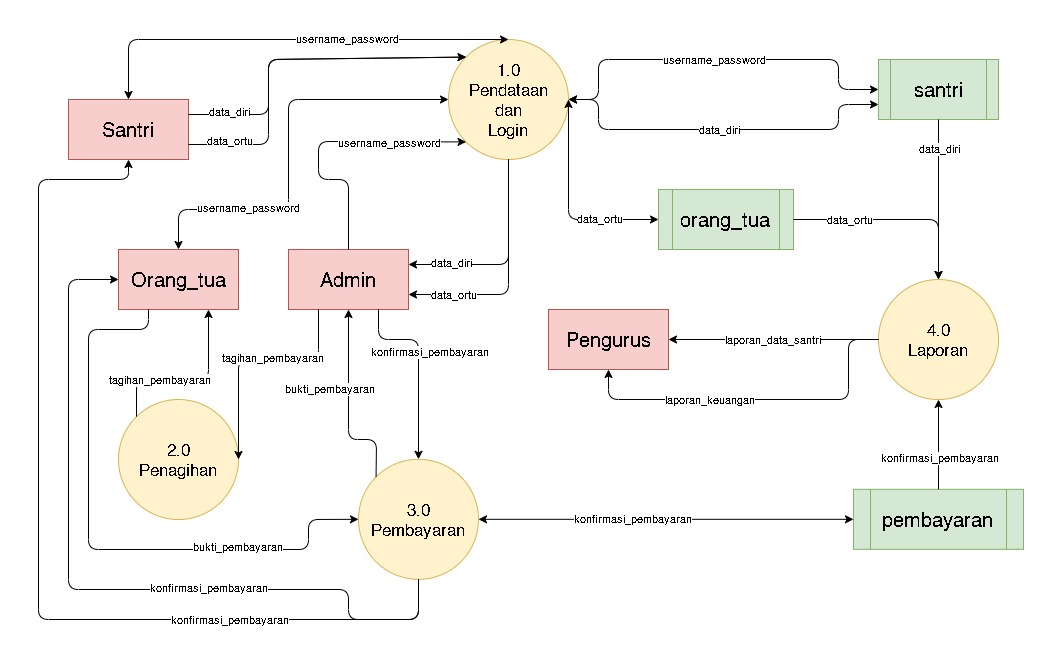 username_password
1.0
Pendataan
dan
Login
username_password
santri
data_diri
Santri
data_ortu
data_diri
username_password
data_diri
username_password
data_ortu
orang_tua
data_ortu
Orang_tua
Admin
data_diri
data_ortu
Pengurus
laporan_data_santri
4.0
Laporan
konfirmasi_pembayaran
tagihan_pembayaran
tagihan_pembayaran
bukti_pembayaran
laporan_keuangan
2.0
Penagihan
konfirmasi_pembayaran
3.0
Pembayaran
konfirmasi_pembayaran
pembayaran
bukti_pembayaran
konfirmasi_pembayaran
konfirmasi_pembayaran